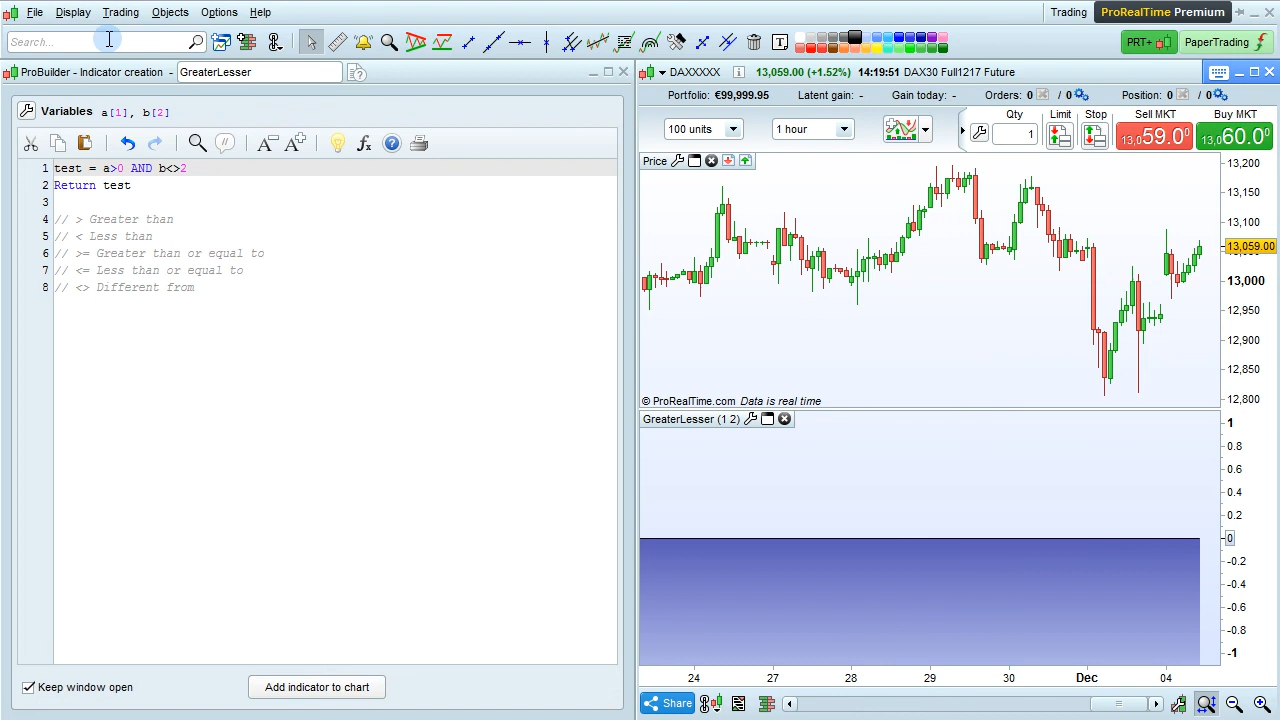 File Display Trading Objects Options Help Trading ProRealTime Premium
Search... T PRT+ PaperTrading
ProBuilder - Indicator creation - GreaterLesser
DAXXXXX 13,059.00 (+1.52%) 14:19:51 DAX30 Full1217 Future
Portfolio: €99,999.95 Latent gain: - Gain today: - Orders: 0 / 0 Position: 0 / 0
Variables a[1], b[2]
100 units 1 hour Qty 1 Limit Stop Sell MKT 13,059.00 Buy MKT 13,060.00
1 test = a>0 AND b<>2
2 Return test
3
4 // > Greater than
5 // < Less than
6 // >= Greater than or equal to
7 // <= Less than or equal to
8 // <> Different from
Keep window open Add indicator to chart
Price
13,200
13,150
13,100
13,059.00
13,000
12,950
12,900
12,850
12,800
© ProRealTime.com Data is real time
GreaterLesser (1 2)
1
0.8
0.6
0.4
0.2
0
-0.2
-0.4
-0.6
-0.8
-1
24 27 28 29 30 Dec 04
Share